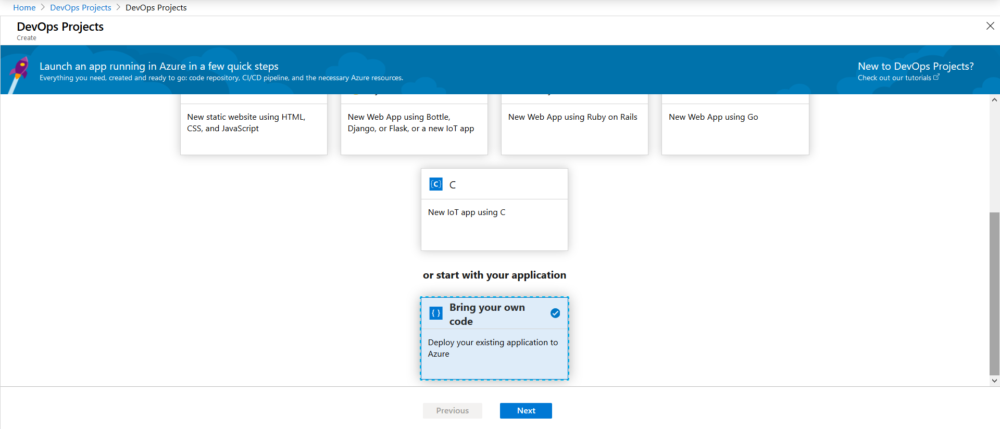 Home > DevOps Projects > DevOps Projects
DevOps Projects
Create
Launch an app running in Azure in a few quick steps
Everything you need, created and ready to go: code repository, CI/CD pipeline, and the necessary Azure resources.
New to DevOps Projects?
Check out our tutorials
New static website using HTML,
CSS, and JavaScript
New Web App using Bottle,
Django, or Flask, or a new IoT app
New Web App using Ruby on Rails
New Web App using Go
{C} C
New IoT app using C
or start with your application
{ } Bring your own
code
Deploy your existing application to
Azure
Previous
Next